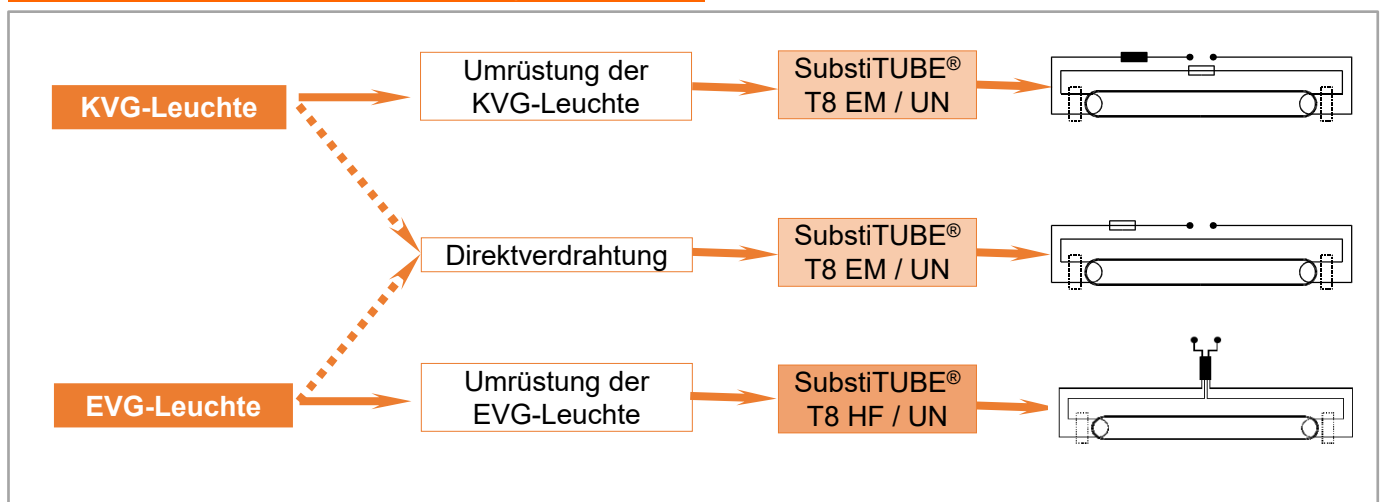 KVG-Leuchte
Umrüstung der
KVG-Leuchte
SubstiTUBE®
T8 EM / UN
Direktverdrahtung
SubstiTUBE®
T8 EM / UN
EVG-Leuchte
Umrüstung der
EVG-Leuchte
SubstiTUBE®
T8 HF / UN